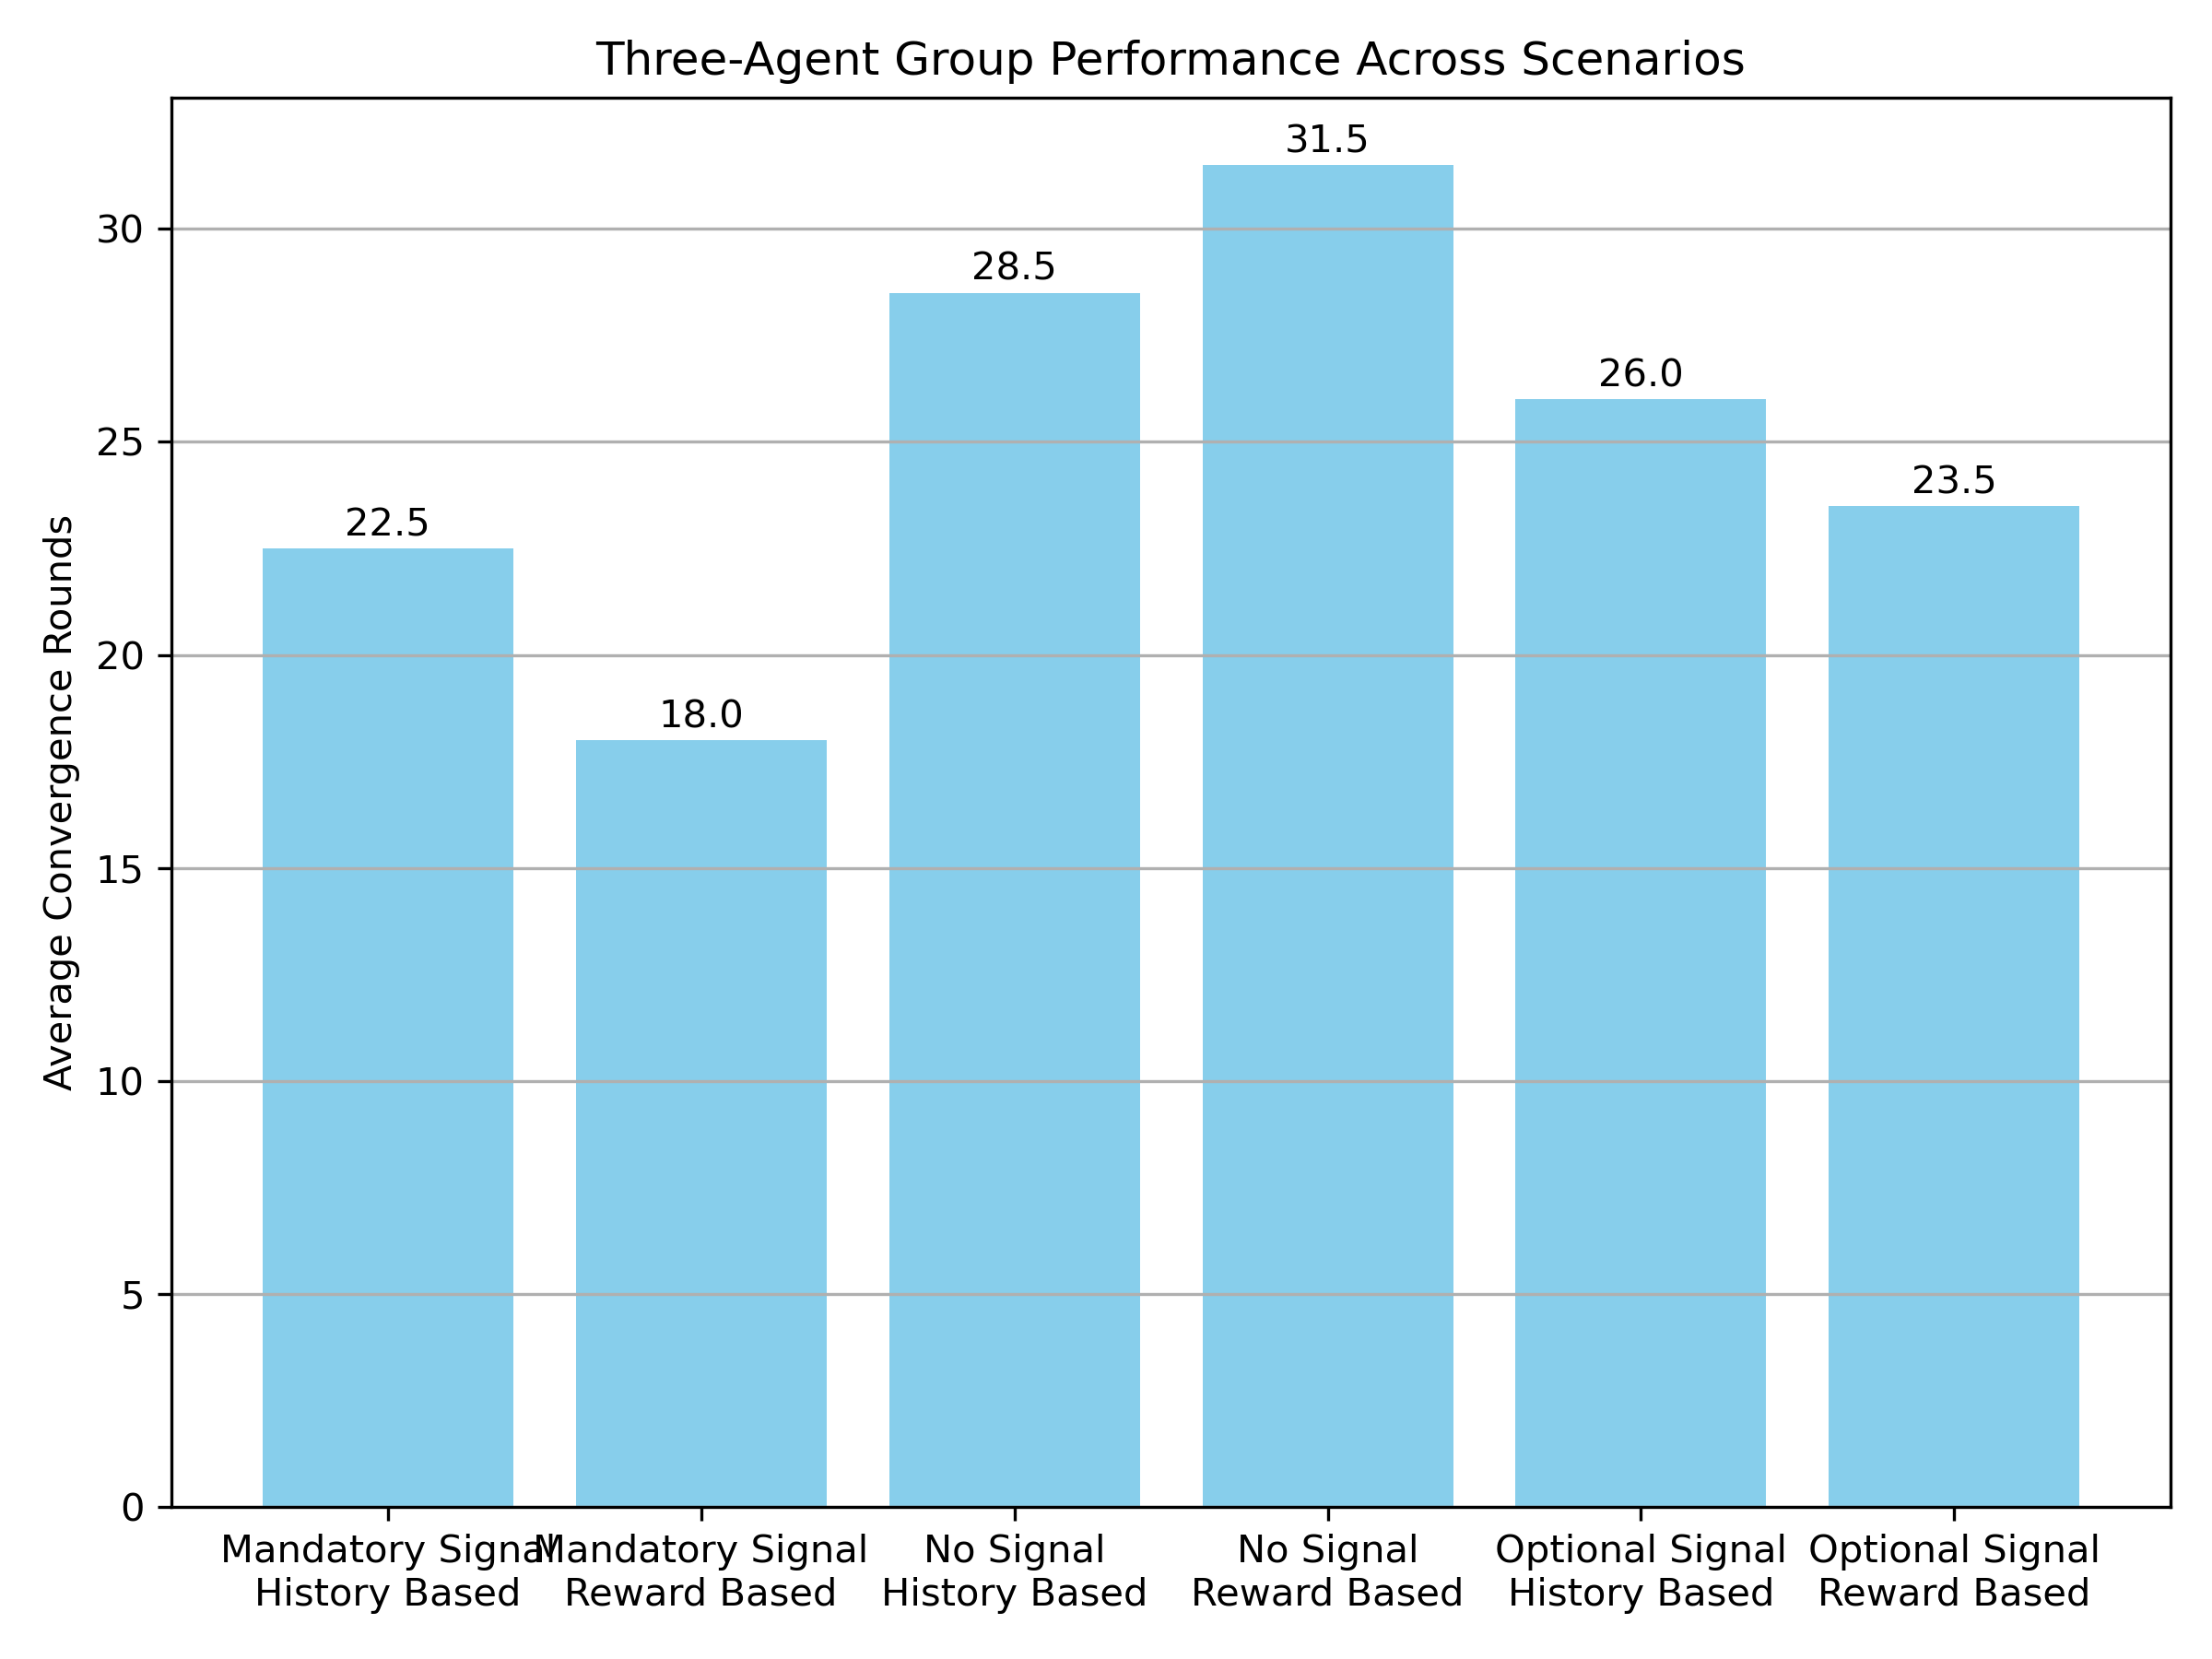 Three-Agent Group Performance Across Scenarios
Average Convergence Rounds
30
25
20
15
10
5
0
22.5
18.0
28.5
31.5
26.0
23.5
Mandatory Signal
History Based
Mandatory Signal
Reward Based
No Signal
History Based
No Signal
Reward Based
Optional Signal
History Based
Optional Signal
Reward Based